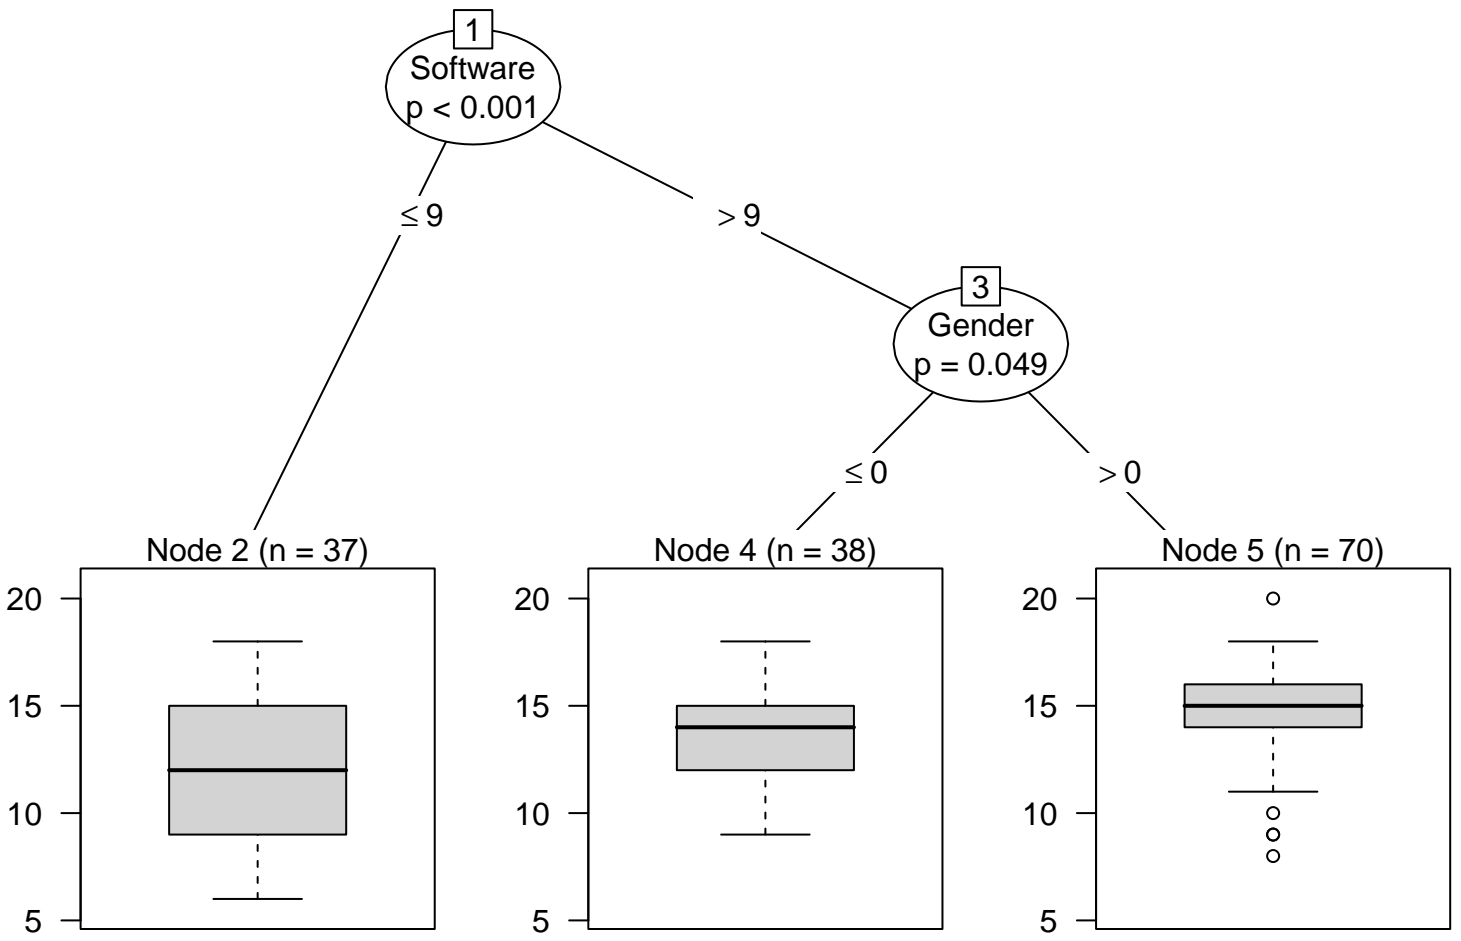 1
Software
p < 0.001
≤ 9
> 9
3
Gender
p = 0.049
≤ 0
> 0
Node 2 (n = 37)
20
15
10
5
Node 4 (n = 38)
20
15
10
5
Node 5 (n = 70)
20
15
10
5